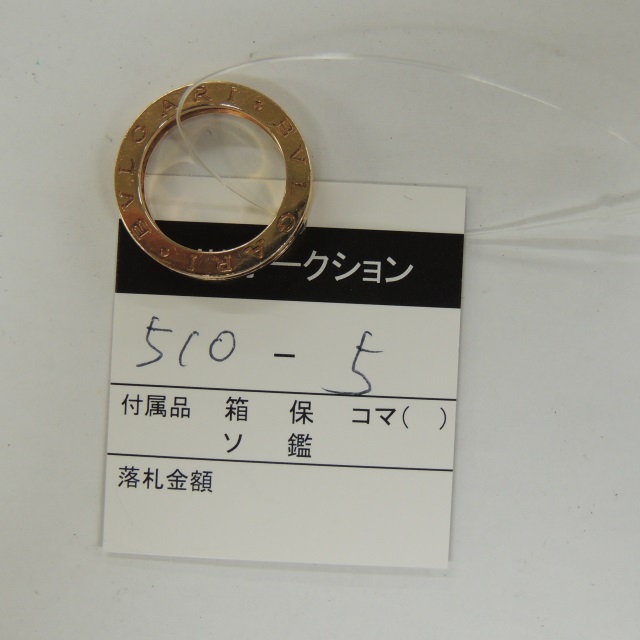 BVLGARI • BVLGARI •
ークション
510 - 5
付属品 箱 保 コマ( )
ソ 鑑
落札金額